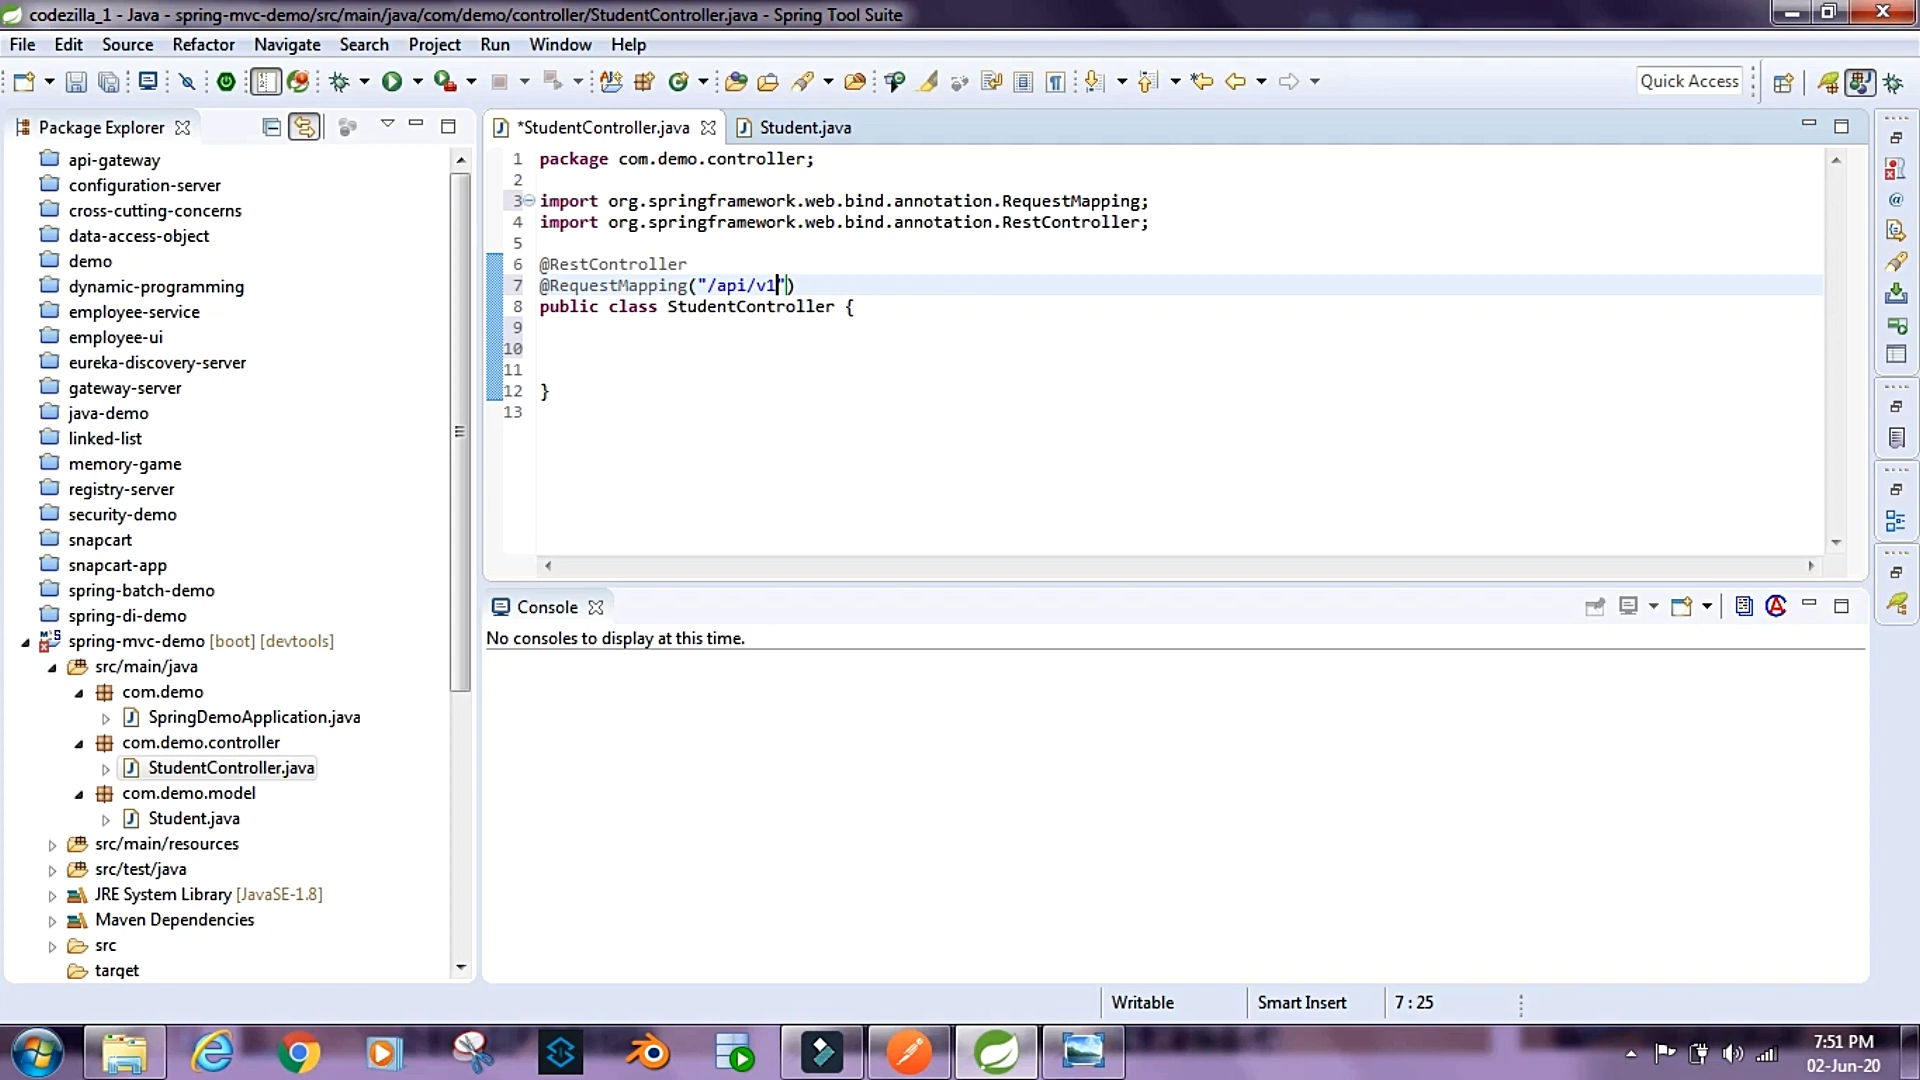 codezilla_1 - Java - spring-mvc-demo/src/main/java/com/demo/controller/StudentController.java - Spring Tool Suite
File Edit Source Refactor Navigate Search Project Run Window Help
Quick Access
Package Explorer
api-gateway
configuration-server
cross-cutting-concerns
data-access-object
demo
dynamic-programming
employee-service
employee-ui
eureka-discovery-server
gateway-server
java-demo
linked-list
memory-game
registry-server
security-demo
snapcart
snapcart-app
spring-batch-demo
spring-di-demo
spring-mvc-demo [boot] [devtools]
src/main/java
com.demo
SpringDemoApplication.java
com.demo.controller
StudentController.java
com.demo.model
Student.java
src/main/resources
src/test/java
JRE System Library [JavaSE-1.8]
Maven Dependencies
src
target
*StudentController.java Student.java
1 package com.demo.controller;
2
3 import org.springframework.web.bind.annotation.RequestMapping;
4 import org.springframework.web.bind.annotation.RestController;
5
6 @RestController
7 @RequestMapping("/api/v1")
8 public class StudentController {
9
10
11
12 }
13
Console
No consoles to display at this time.
Writable Smart Insert 7 : 25
7:51 PM
02-Jun-20